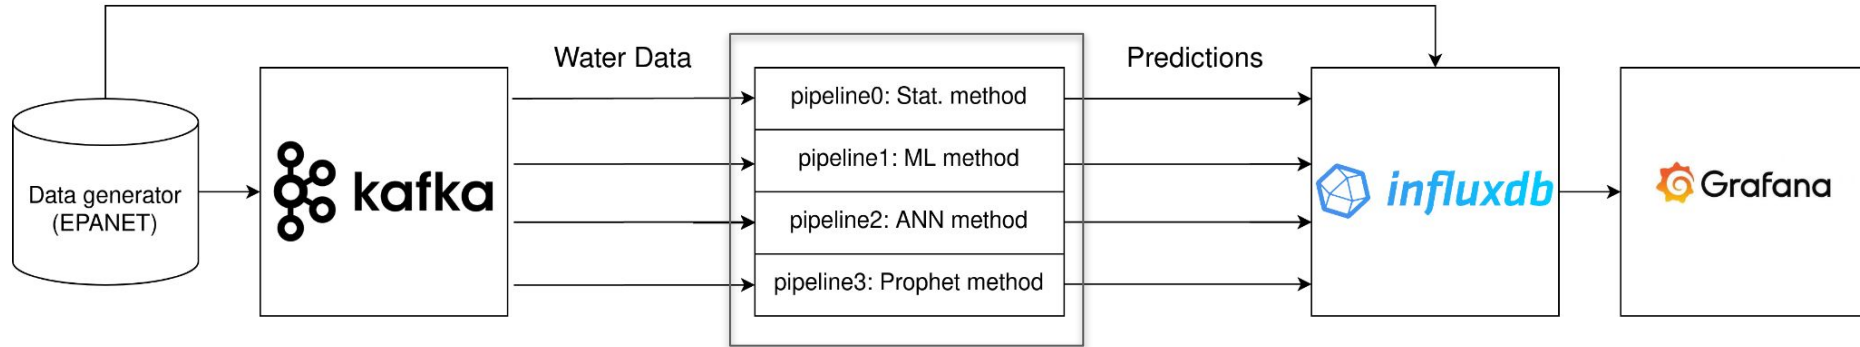 Water Data
Predictions
Data generator
(EPANET)
kafka
pipeline0: Stat. method
pipeline1: ML method
pipeline2: ANN method
pipeline3: Prophet method
influxdb
Grafana